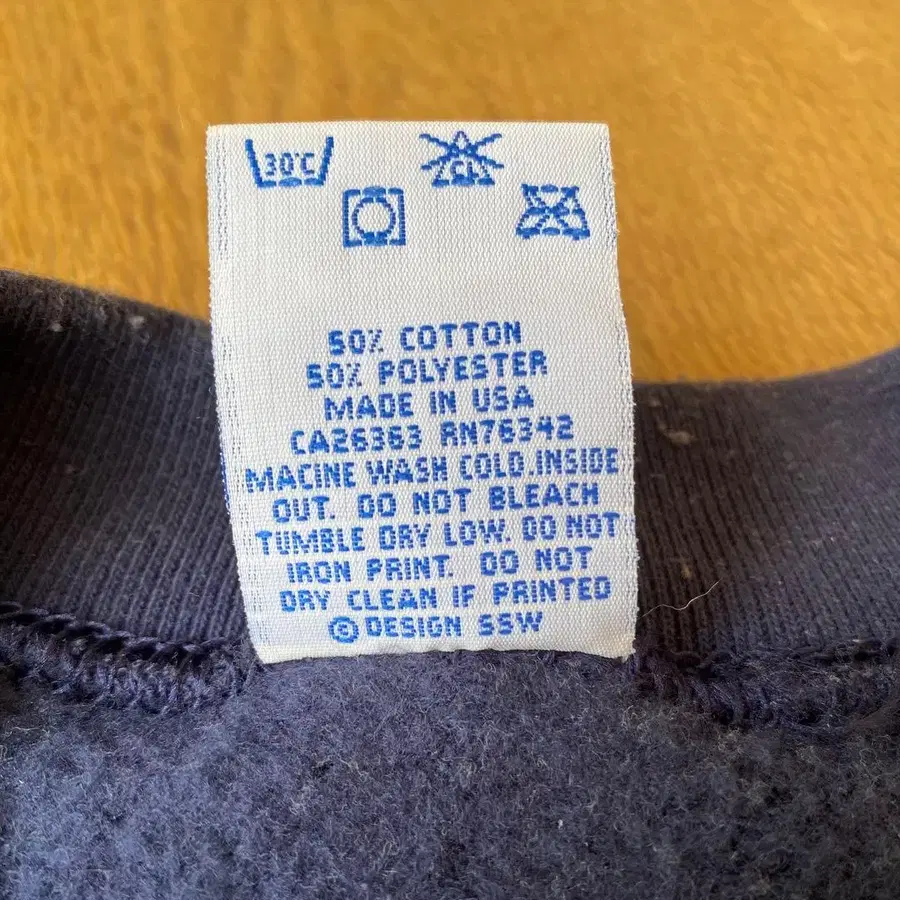 30°C
CL
50% COTTON
50% POLYESTER
MADE IN USA
CA26363 RN76342
MACINE WASH COLD.INSIDE
OUT. DO NOT BLEACH
TUMBLE DRY LOW. DO NOT
IRON PRINT. DO NOT
DRY CLEAN IF PRINTED
©DESIGN SSW